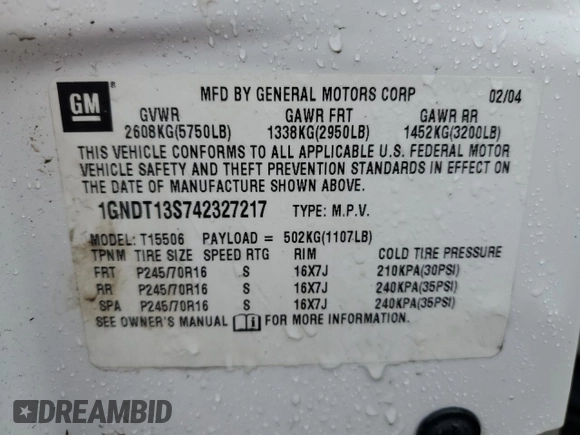 GM ®
MFD BY GENERAL MOTORS CORP 02/04
GVWR GAWR FRT GAWR RR
2608KG(5750LB) 1338KG(2950LB) 1452KG(3200LB)
THIS VEHICLE CONFORMS TO ALL APPLICABLE U.S. FEDERAL MOTOR
VEHICLE SAFETY AND THEFT PREVENTION STANDARDS IN EFFECT ON
THE DATE OF MANUFACTURE SHOWN ABOVE.
1GNDT13S742327217 TYPE: M.P.V.
MODEL: T15506 PAYLOAD = 502KG(1107LB)
TPNM TIRE SIZE SPEED RTG RIM COLD TIRE PRESSURE
FRT P245/70R16 S 16X7J 210KPA(30PSI)
RR P245/70R16 S 16X7J 240KPA(35PSI)
SPA P245/70R16 S 16X7J 240KPA(35PSI)
SEE OWNER'S MANUAL FOR MORE INFORMATION.
DREAMBID